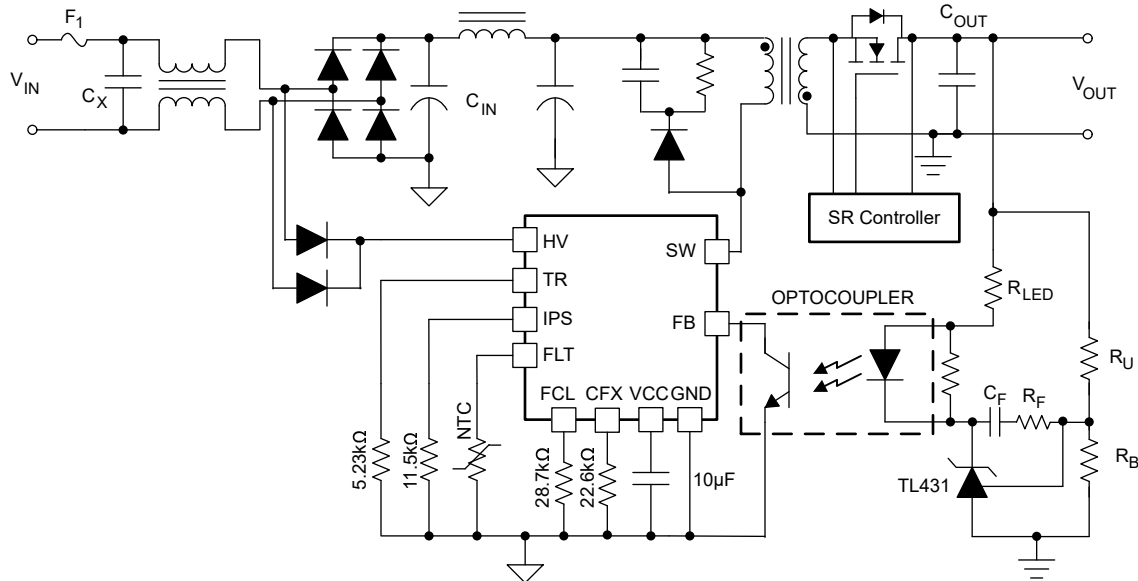 F1
COUT
VIN
CX
CIN
VOUT
SR Controller
HV
SW
TR
OPTOCOUPLER
RLED
IPS
FB
FLT
RU
FCL
CFX
VCC
GND
CF
RF
NTC
5.23kΩ
11.5kΩ
28.7kΩ
22.6kΩ
10µF
TL431
RB